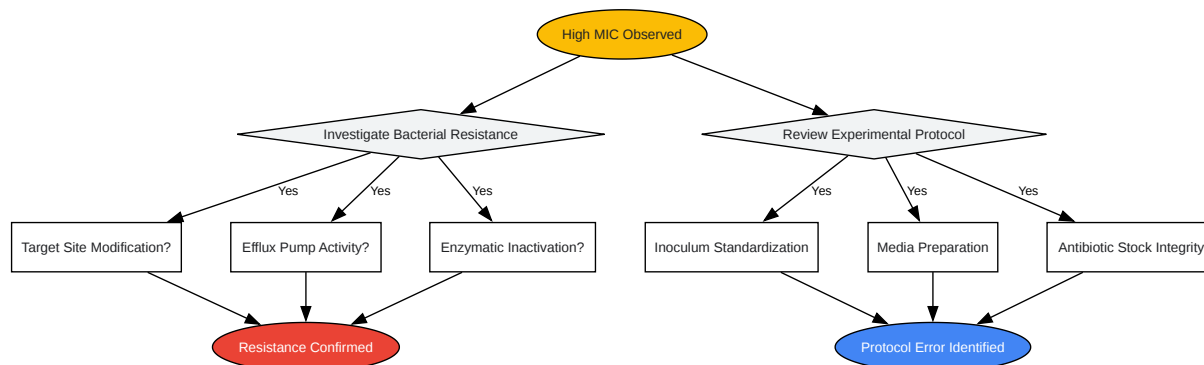 High MIC Observed
Investigate Bacterial Resistance
Review Experimental Protocol
Yes
Yes
Yes
Yes
Yes
Yes
Target Site Modification?
Efflux Pump Activity?
Enzymatic Inactivation?
Inoculum Standardization
Media Preparation
Antibiotic Stock Integrity
Resistance Confirmed
Protocol Error Identified